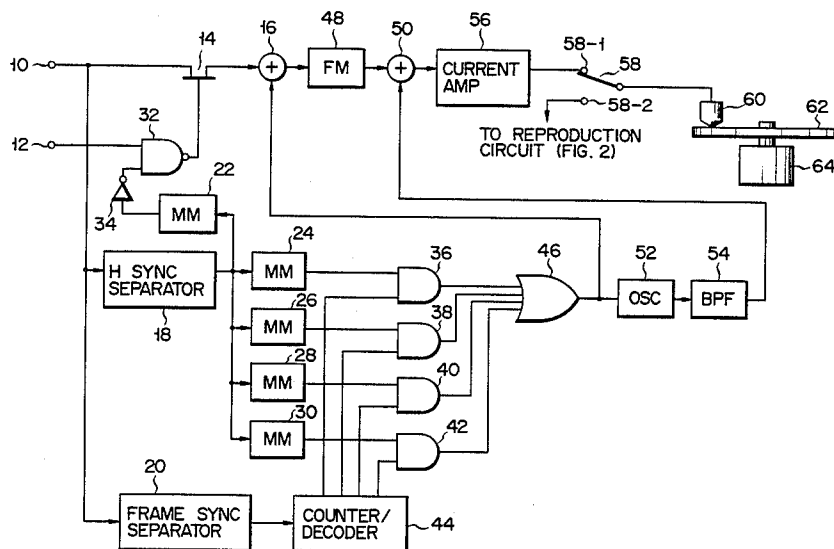 14
16
48
50
56
58-1
58
10
+
FM
+
CURRENT
AMP
60
62
32
58-2
12
TO REPRODUCTION
CIRCUIT (FIG. 2)
64
22
34
MM
24
36
46
52
54
H SYNC
SEPARATOR
MM
OSC
BPF
18
26
38
MM
28
40
MM
30
42
MM
20
FRAME SYNC
SEPARATOR
COUNTER/
DECODER
44